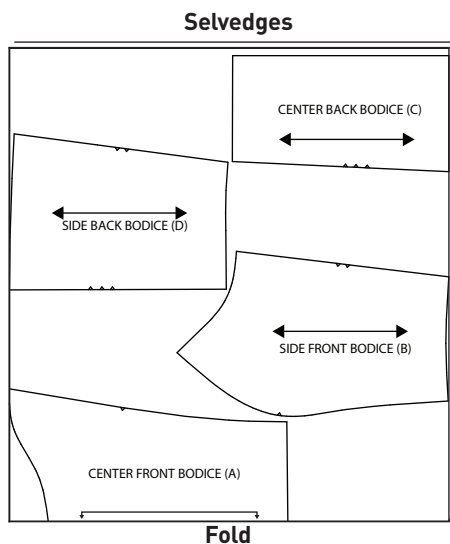 Selvedges
CENTER BACK BODICE (C)
SIDE BACK BODICE (D)
SIDE FRONT BODICE (B)
CENTER FRONT BODICE (A)
Fold